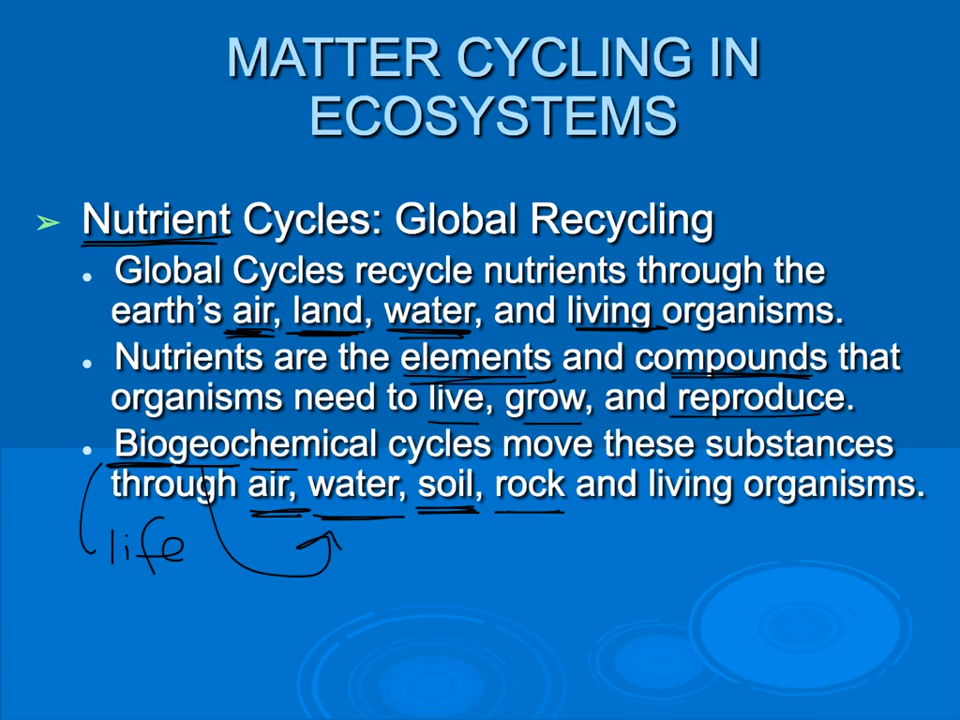 MATTER CYCLING IN
ECOSYSTEMS
➢ Nutrient Cycles: Global Recycling
• Global Cycles recycle nutrients through the
earth’s air, land, water, and living organisms.
• Nutrients are the elements and compounds that
organisms need to live, grow, and reproduce.
• Biogeochemical cycles move these substances
through air, water, soil, rock and living organisms.
life